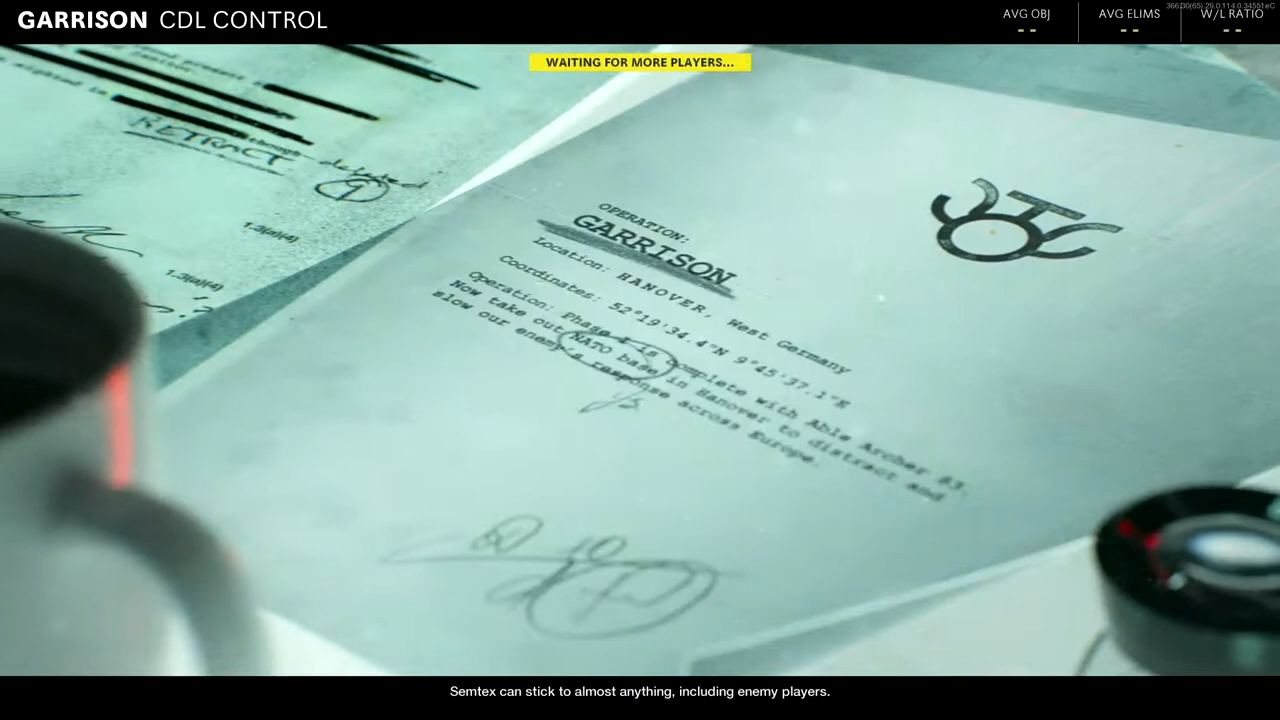 GARRISON CDL CONTROL
AVG OBJ
--
AVG ELIMS
--
W/L RATIO
--
WAITING FOR MORE PLAYERS...
RETRACT
1.3(a)(4)
OPERATION:
GARRISON
Location: HANOVER, West Germany
Coordinates: 52°19'34.4"N 9°45'37.1"E
Operation: Phase 1 is complete with Able Archer 83.
Now take out NATO base in Hanover to distract and
slow our enemy's response across Europe.
Semtex can stick to almost anything, including enemy players.